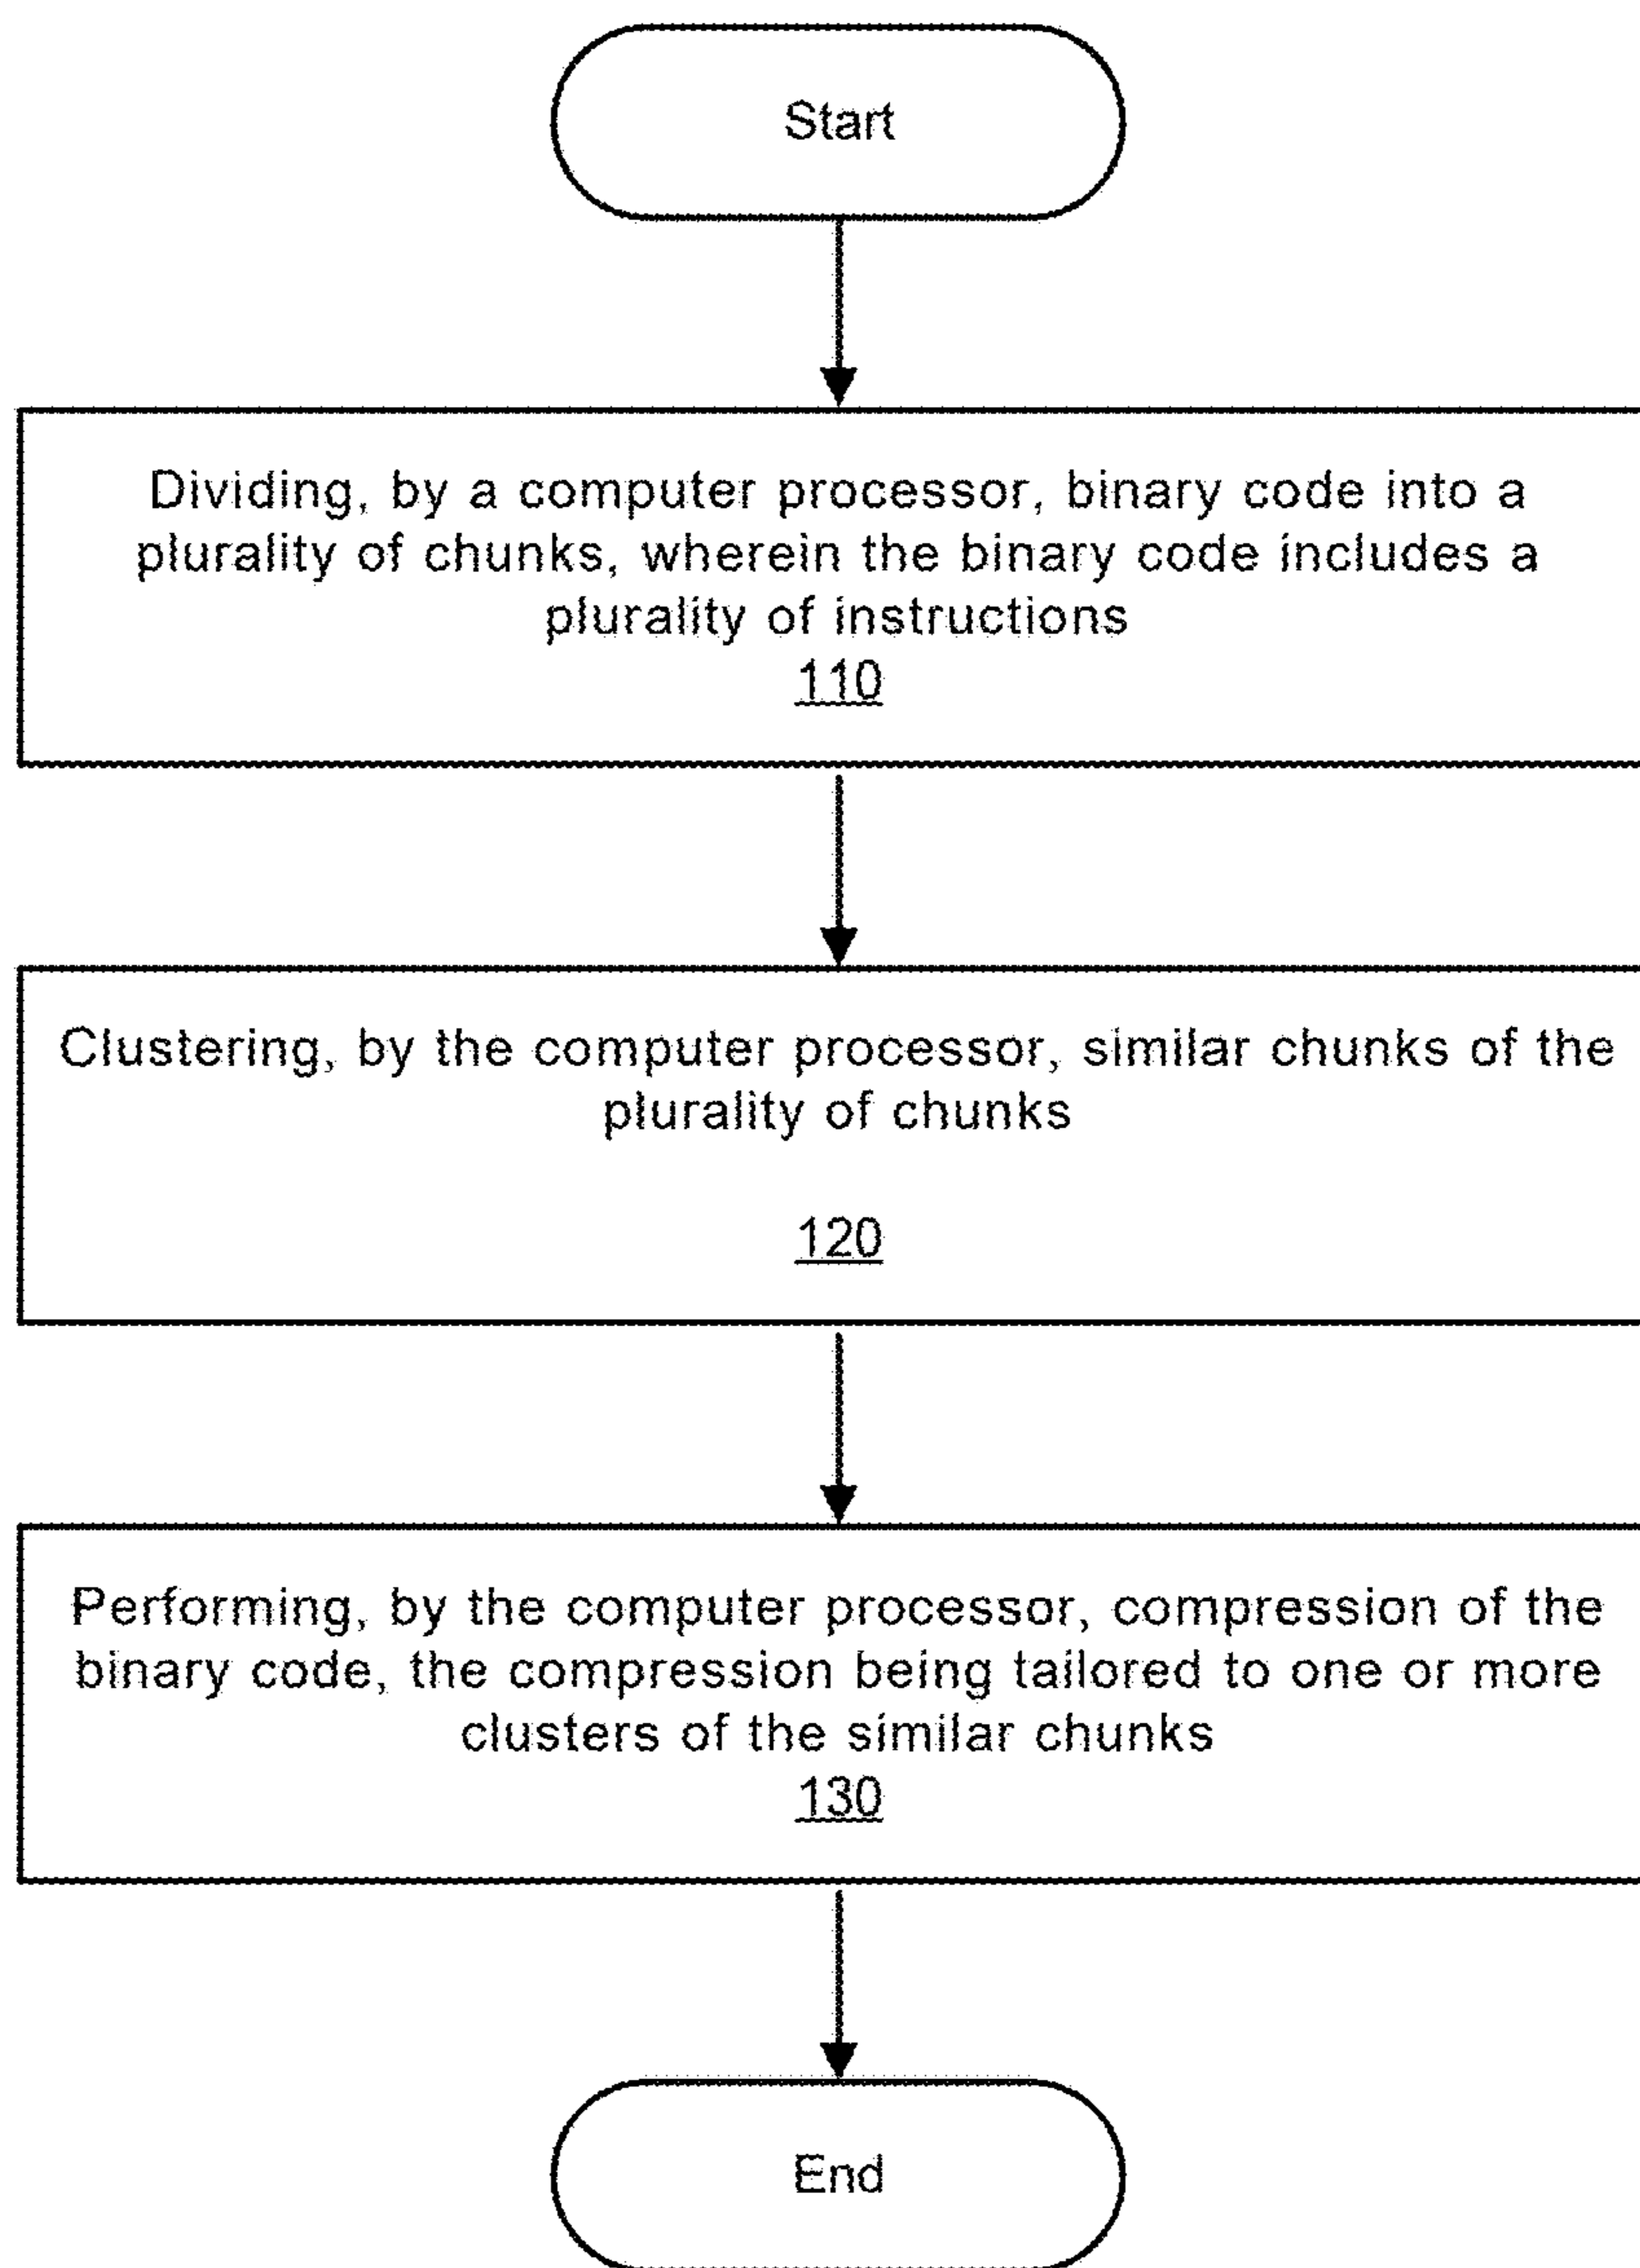 Start
Dividing, by a computer processor, binary code into a
plurality of chunks, wherein the binary code includes a
plurality of instructions
110
Clustering, by the computer processor, similar chunks of the
plurality of chunks
120
Performing, by the computer processor, compression of the
binary code, the compression being tailored to one or more
clusters of the similar chunks
130
End